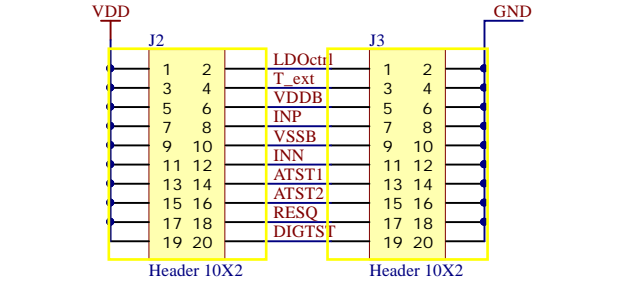 VDD GND
J2 J3
LDOctrl
1 2 1 2
T_ext
3 4 3 4
VDDB
5 6 5 6
INP
7 8 7 8
VSSB
9 10 9 10
INN
11 12 11 12
ATST1
13 14 13 14
ATST2
15 16 15 16
RESQ
17 18 17 18
DIGTST
19 20 19 20
Header 10X2 Header 10X2